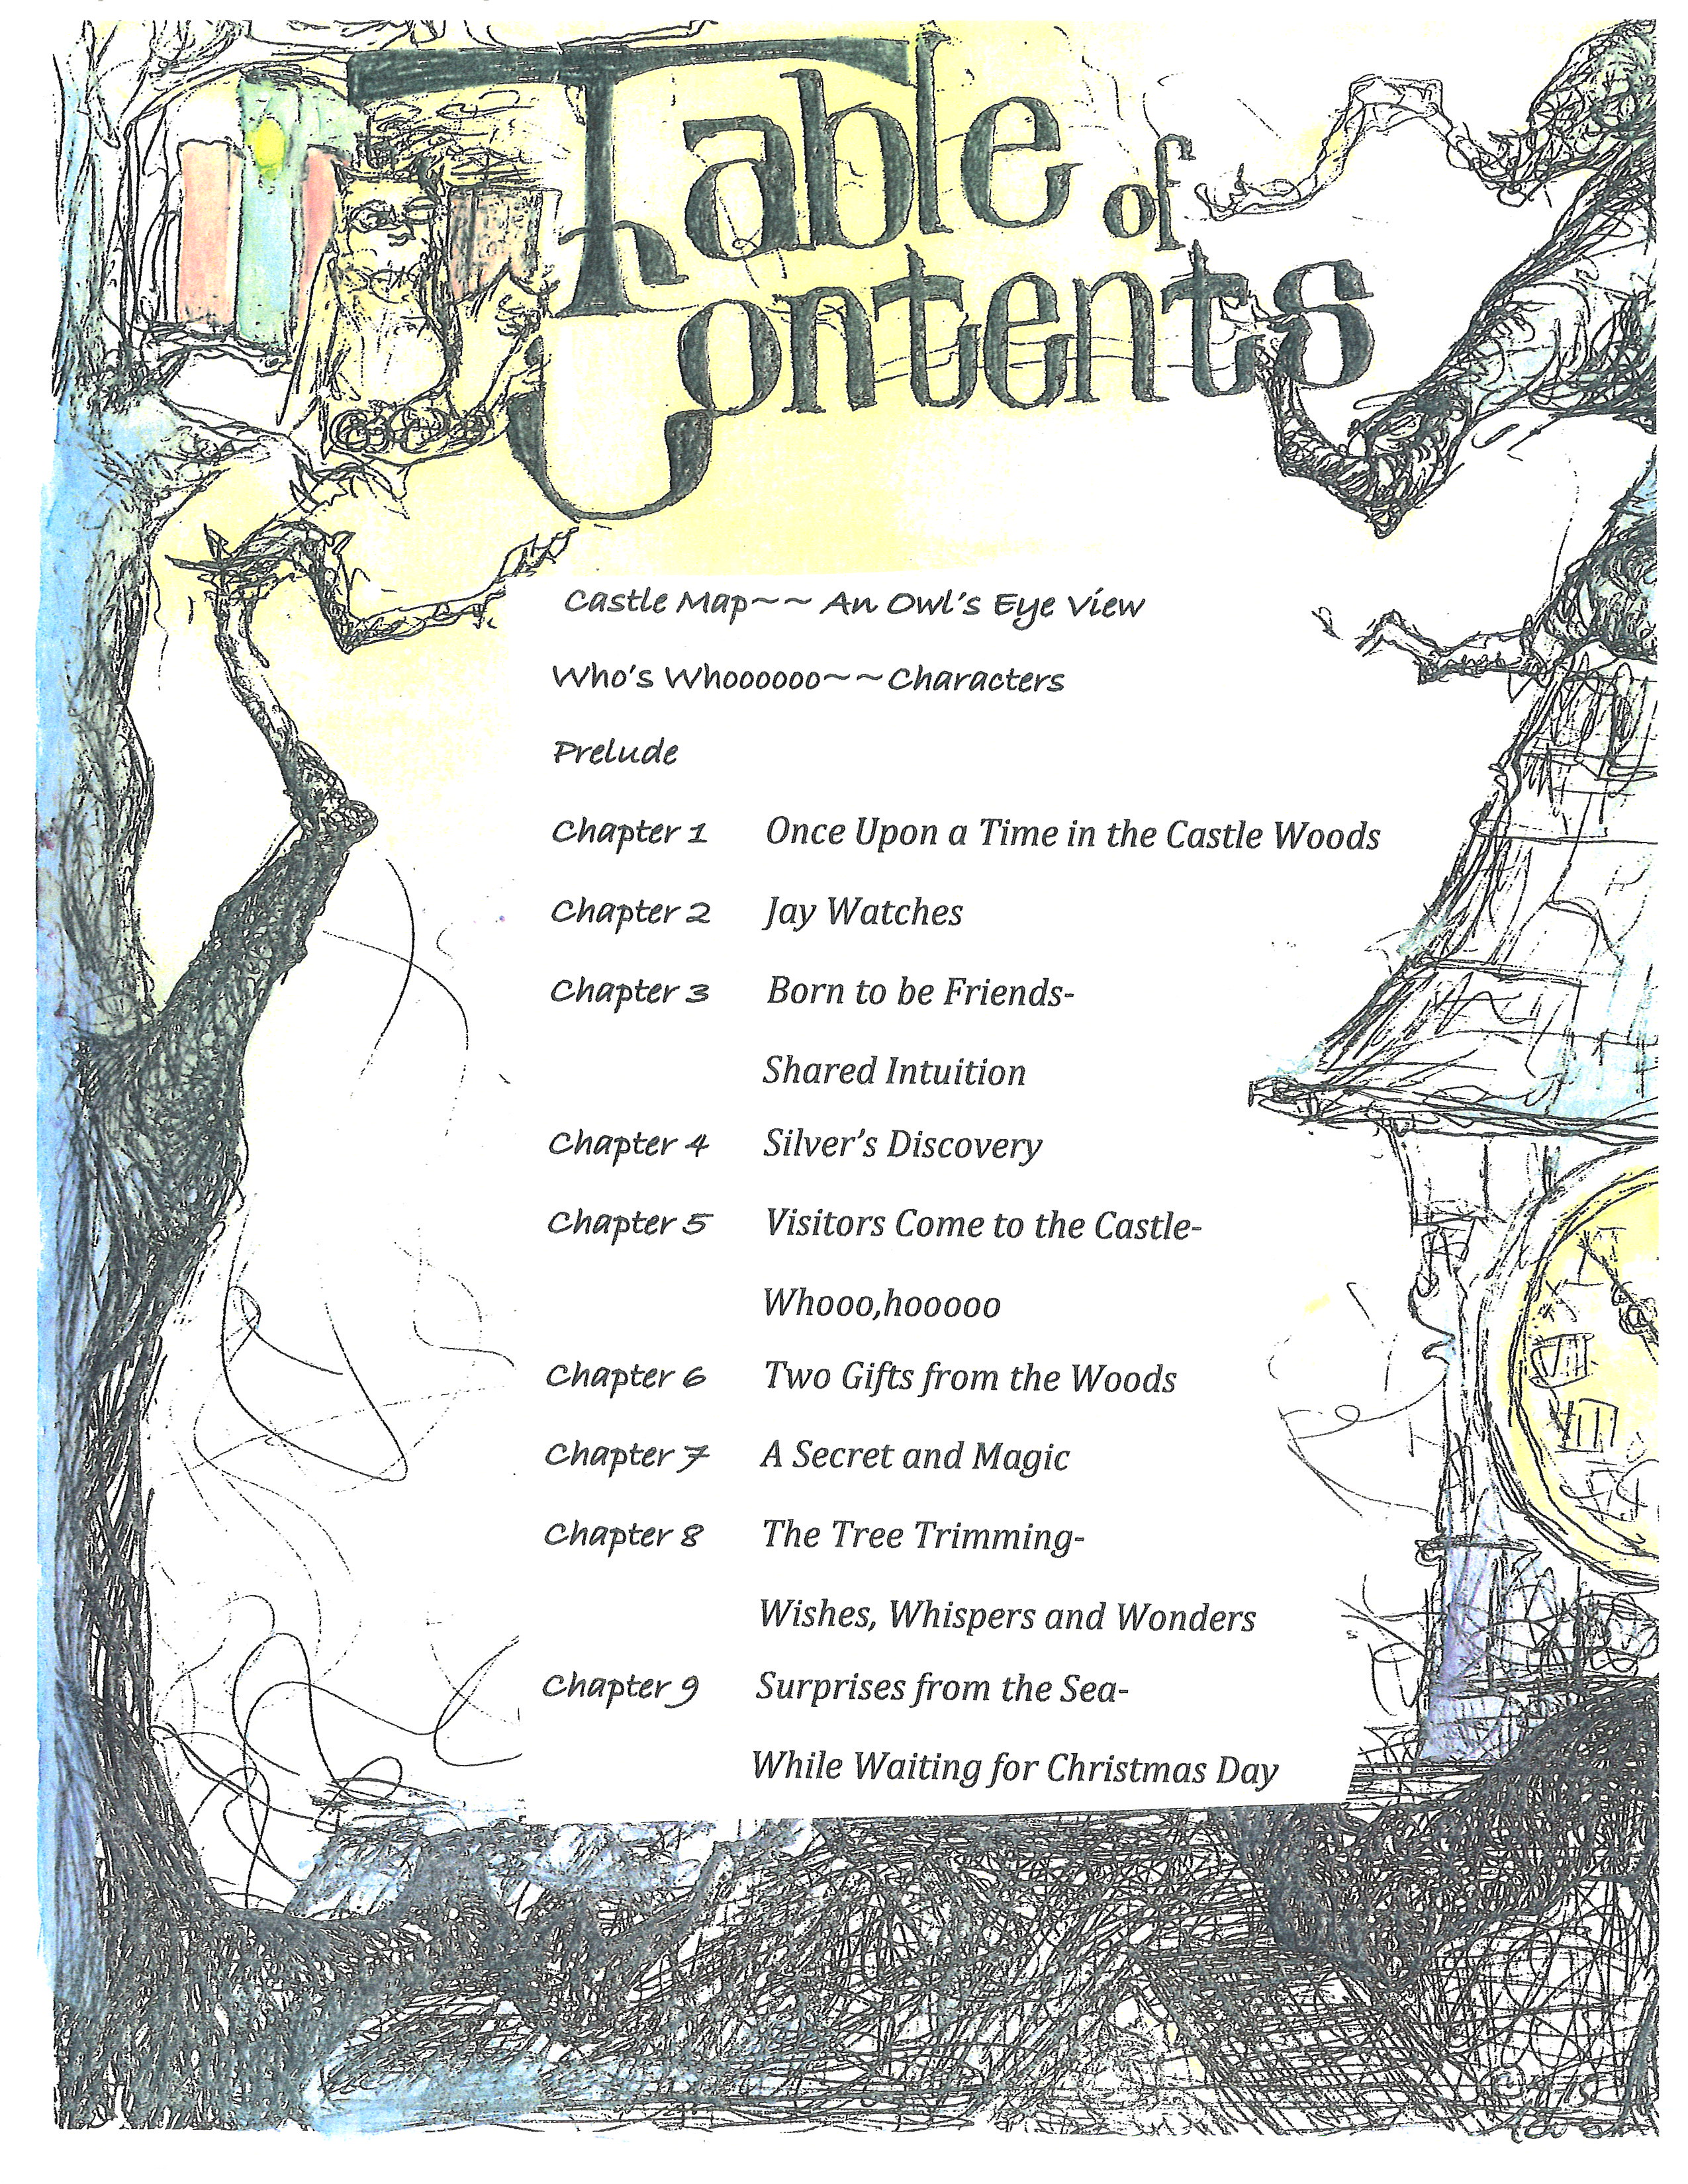 Table of
Contents
Castle Map~~ An Owl's Eye View
Who's Whoooooo~~Characters
Prelude
Chapter 1 Once Upon a Time in the Castle Woods
Chapter 2 Jay Watches
Chapter 3 Born to be Friends-
Shared Intuition
Chapter 4 Silver's Discovery
Chapter 5 Visitors Come to the Castle-
Whooo,hooooo
Chapter 6 Two Gifts from the Woods
Chapter 7 A Secret and Magic
Chapter 8 The Tree Trimming-
Wishes, Whispers and Wonders
Chapter 9 Surprises from the Sea-
While Waiting for Christmas Day